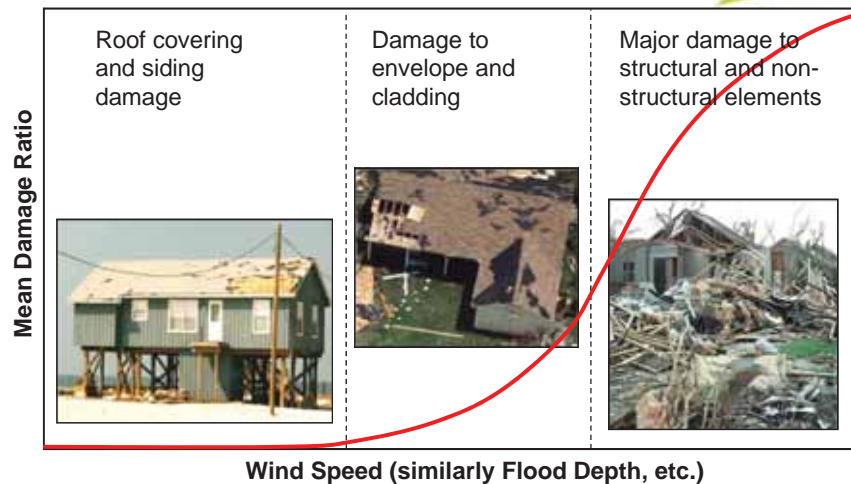 Roof covering
and siding
damage
Damage to
envelope and
cladding
Major damage to
structural and non-
structural elements
Mean Damage Ratio
Wind Speed (similarly Flood Depth, etc.)